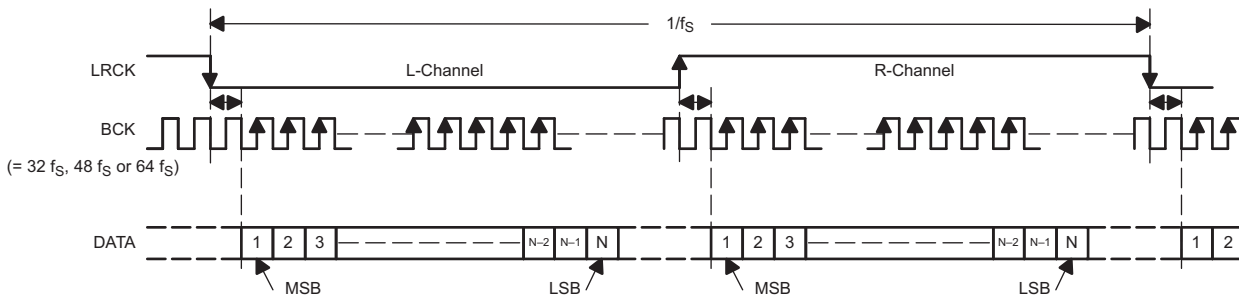 1/fS
LRCK
L-Channel
R-Channel
BCK
(= 32 fS, 48 fS or 64 fS)
DATA
1 2 3 N–2 N–1 N 1 2 3 N–2 N–1 N 1 2
MSB LSB MSB LSB